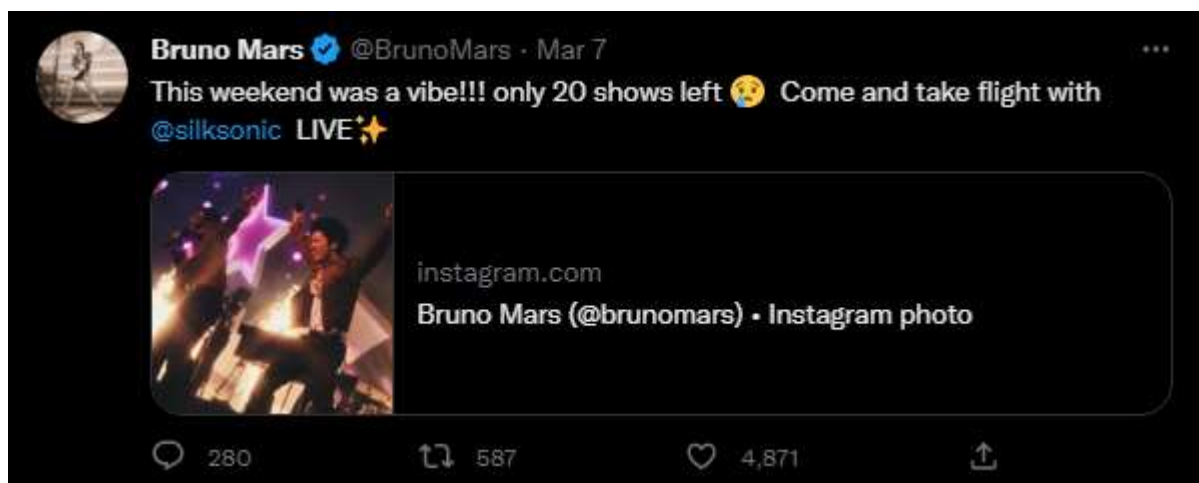 Bruno Mars @BrunoMars · Mar 7
This weekend was a vibe!!! only 20 shows left 😢 Come and take flight with
@silksonic LIVE✨
instagram.com
Bruno Mars (@brunomars) • Instagram photo
280 587 4,871